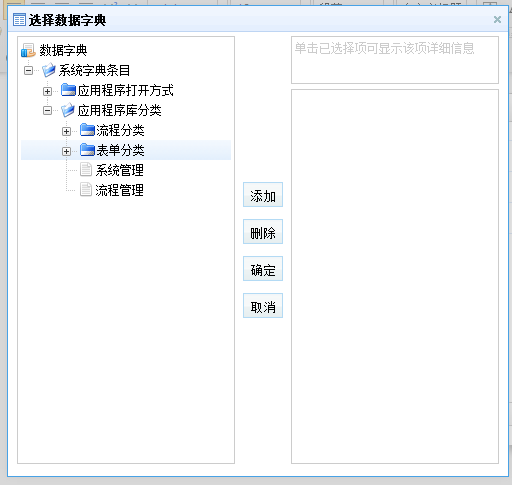 选择数据字典
数据字典
系统字典条目
应用程序打开方式
应用程序库分类
流程分类
表单分类
系统管理
流程管理
添加
删除
确定
取消
单击已选择项可显示该项详细信息